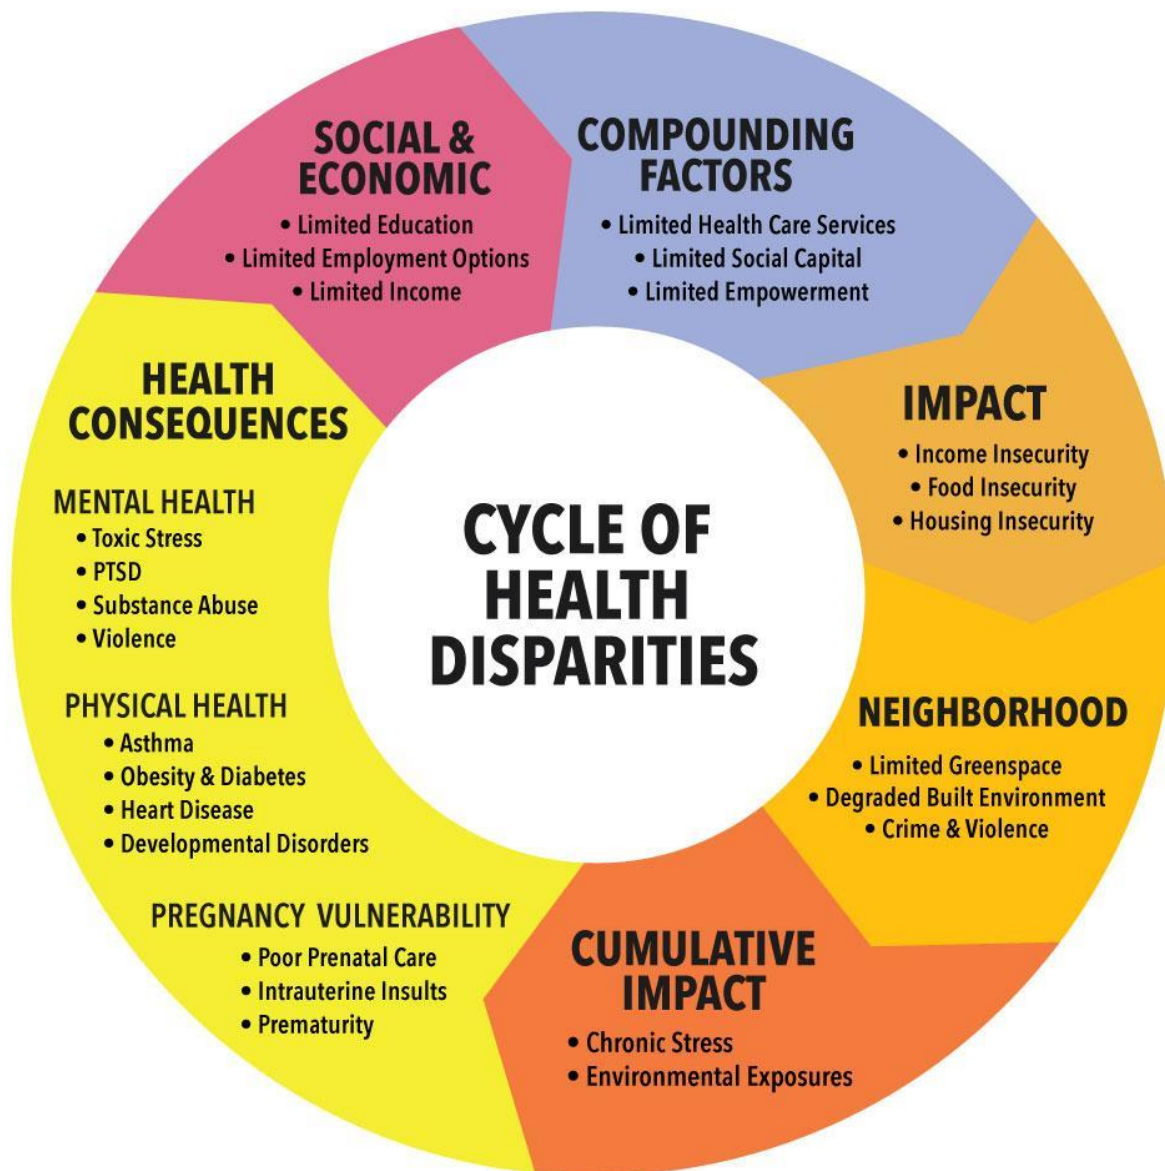 CYCLE OF
HEALTH
DISPARITIES
SOCIAL &
ECONOMIC
• Limited Education
• Limited Employment Options
• Limited Income
COMPOUNDING
FACTORS
• Limited Health Care Services
• Limited Social Capital
• Limited Empowerment
IMPACT
• Income Insecurity
• Food Insecurity
• Housing Insecurity
NEIGHBORHOOD
• Limited Greenspace
• Degraded Built Environment
• Crime & Violence
CUMULATIVE
IMPACT
• Chronic Stress
• Environmental Exposures
HEALTH
CONSEQUENCES
MENTAL HEALTH
• Toxic Stress
• PTSD
• Substance Abuse
• Violence
PHYSICAL HEALTH
• Asthma
• Obesity & Diabetes
• Heart Disease
• Developmental Disorders
PREGNANCY VULNERABILITY
• Poor Prenatal Care
• Intrauterine Insults
• Prematurity